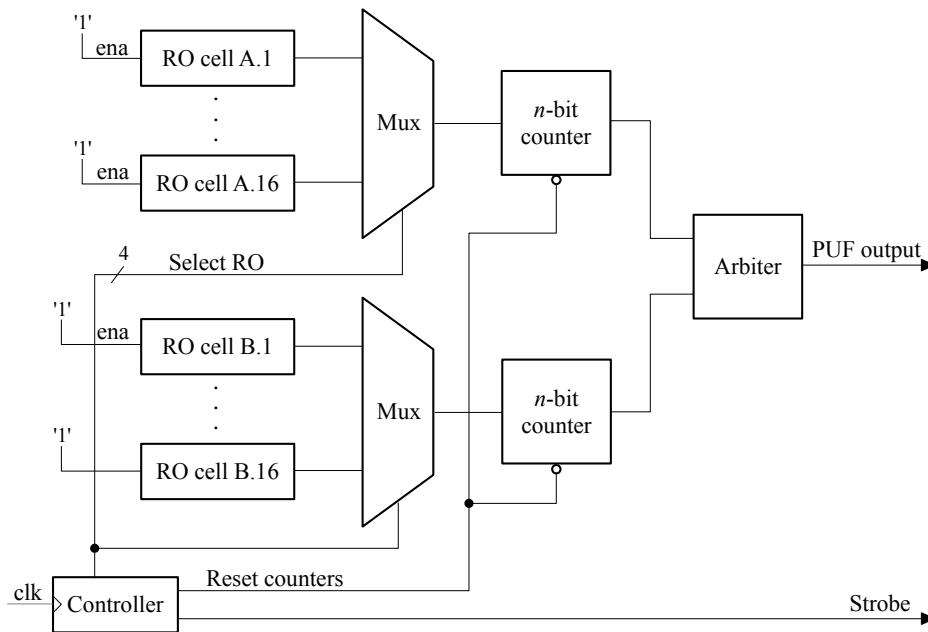 '1'
ena
RO cell A.1
'1'
ena
RO cell A.16
Mux
n-bit
counter
4
Select RO
Arbiter
PUF output
'1'
ena
RO cell B.1
'1'
RO cell B.16
Mux
n-bit
counter
clk
Controller
Reset counters
Strobe